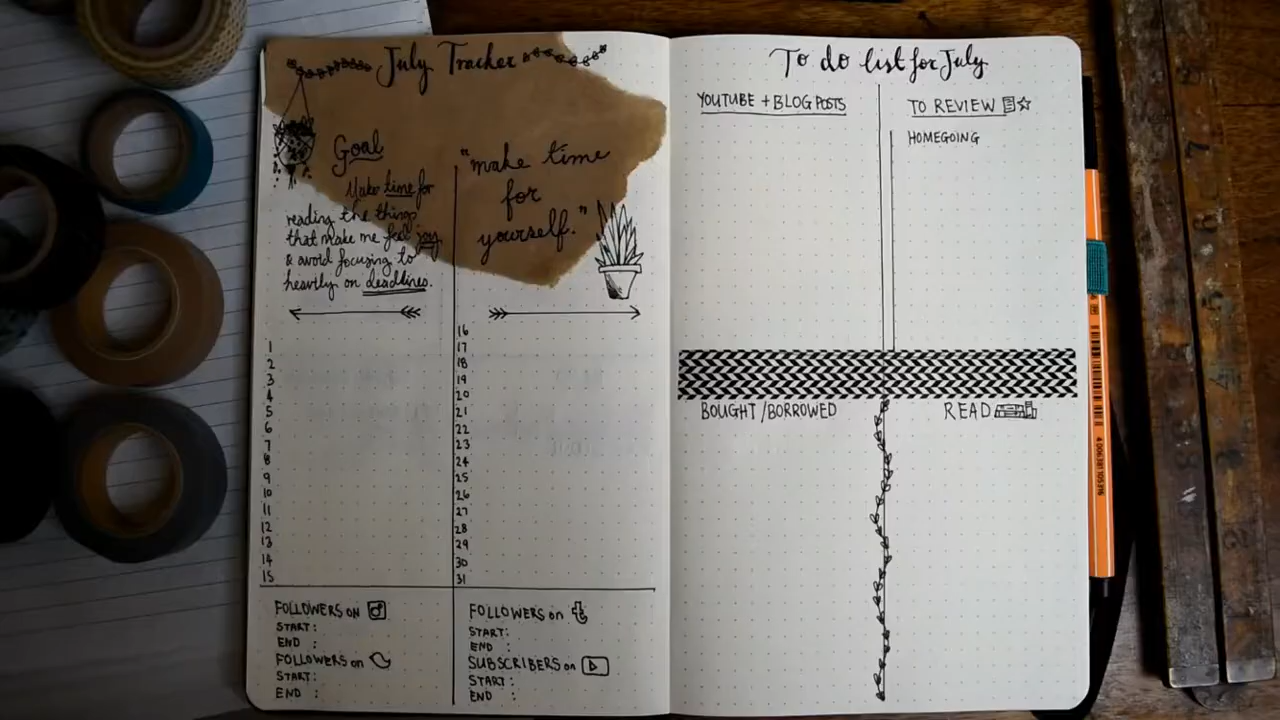 July Tracker
Goal
Make time for
reading the things
that make me feel joy
& avoid focusing to
heavily on deadlines.
"make time
for
yourself."
1
2
3
4
5
6
7
8
9
10
11
12
13
14
15
16
17
18
19
20
21
22
23
24
25
26
27
28
29
30
31
FOLLOWERS ON
START:
END :
FOLLOWERS on
START:
END :
FOLLOWERS on
START:
END :
SUBSCRIBERS on
START:
END :
To do list for July
YOUTUBE + BLOG POSTS
TO REVIEW
HOMEGOING
BOUGHT/BORROWED
READ